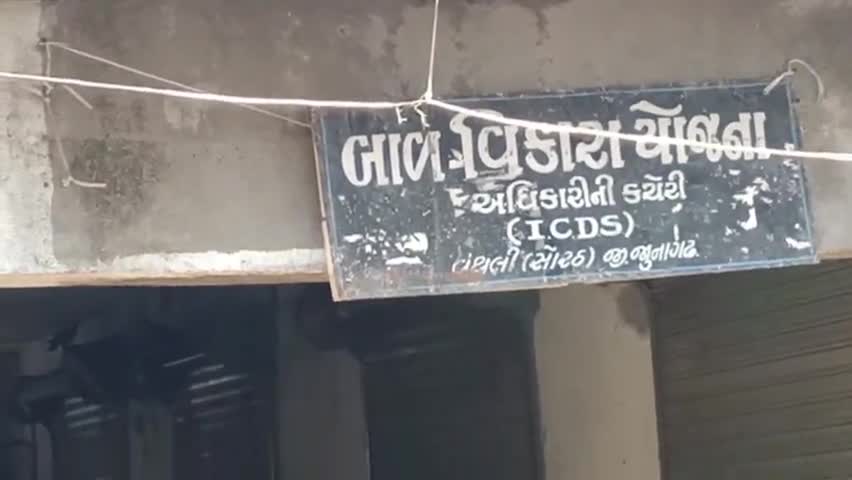 બાળ વિકાસ યોજના
અધિકારીની કચેરી
(ICDS)
વંથલી (સોરઠ) જી.જુનાગઢ